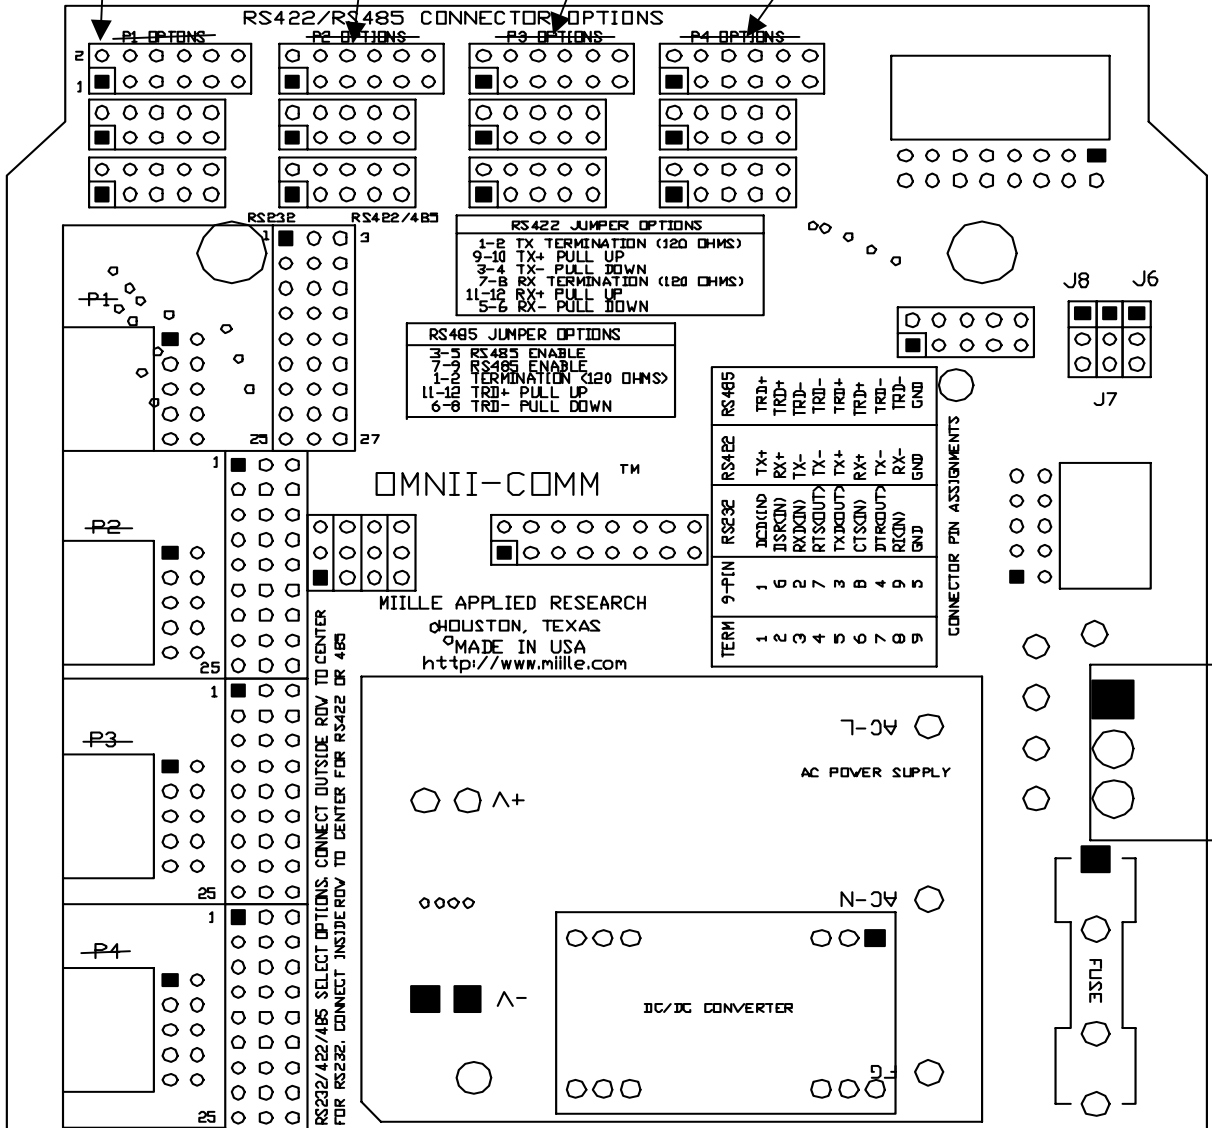 RS422/RS485 CONNECTOR OPTIONS
P1 OPTIONS
P2 OPTIONS
P3 OPTIONS
P4 OPTIONS
2
1
RS232
RS422/485
1
3
RS422 JUMPER OPTIONS
1-2 TX TERMINATION (120 OHMS)
9-10 TX+ PULL UP
3-4 TX- PULL DOWN
7-8 RX TERMINATION (120 OHMS)
11-12 RX+ PULL UP
5-6 RX- PULL DOWN
J8
J6
J7
P1
RS485 JUMPER OPTIONS
3-5 RS485 ENABLE
7-9 RS485 ENABLE
1-2 TERMINATION (120 OHMS)
11-12 TRD+ PULL UP
6-8 TRD- PULL DOWN
25
27
RS485 TRD+ TRD+ TRD- TRD- TRD+ TRD+ TRD- TRD- GND
RS422 TX+ RX+ TX- TX- TX+ RX+ TX- RX- GND
RS232 DCD(IN) DSR(IN) RXD(IN) RTS(OUT) TXD(OUT) CTS(IN) DTR(OUT) RI(IN) GND
9-PIN 1 6 2 7 3 8 4 9 5
TERM 1 2 3 4 5 6 7 8 9
CONNECTOR PIN ASSIGNMENTS
OMNII-COMM ™
MIILLE APPLIED RESEARCH
HOUSTON, TEXAS
MADE IN USA
http://www.miille.com
1
P2
25
1
P3
25
1
P4
25
RS232/422/485 SELECT OPTIONS. CONNECT OUTSIDE ROW TO CENTER
FOR RS232. CONNECT INSIDE ROW TO CENTER FOR RS422 OR 485
AC-L
AC POWER SUPPLY
V+
AC-N
V-
DC/DC CONVERTER
FG
FUSE